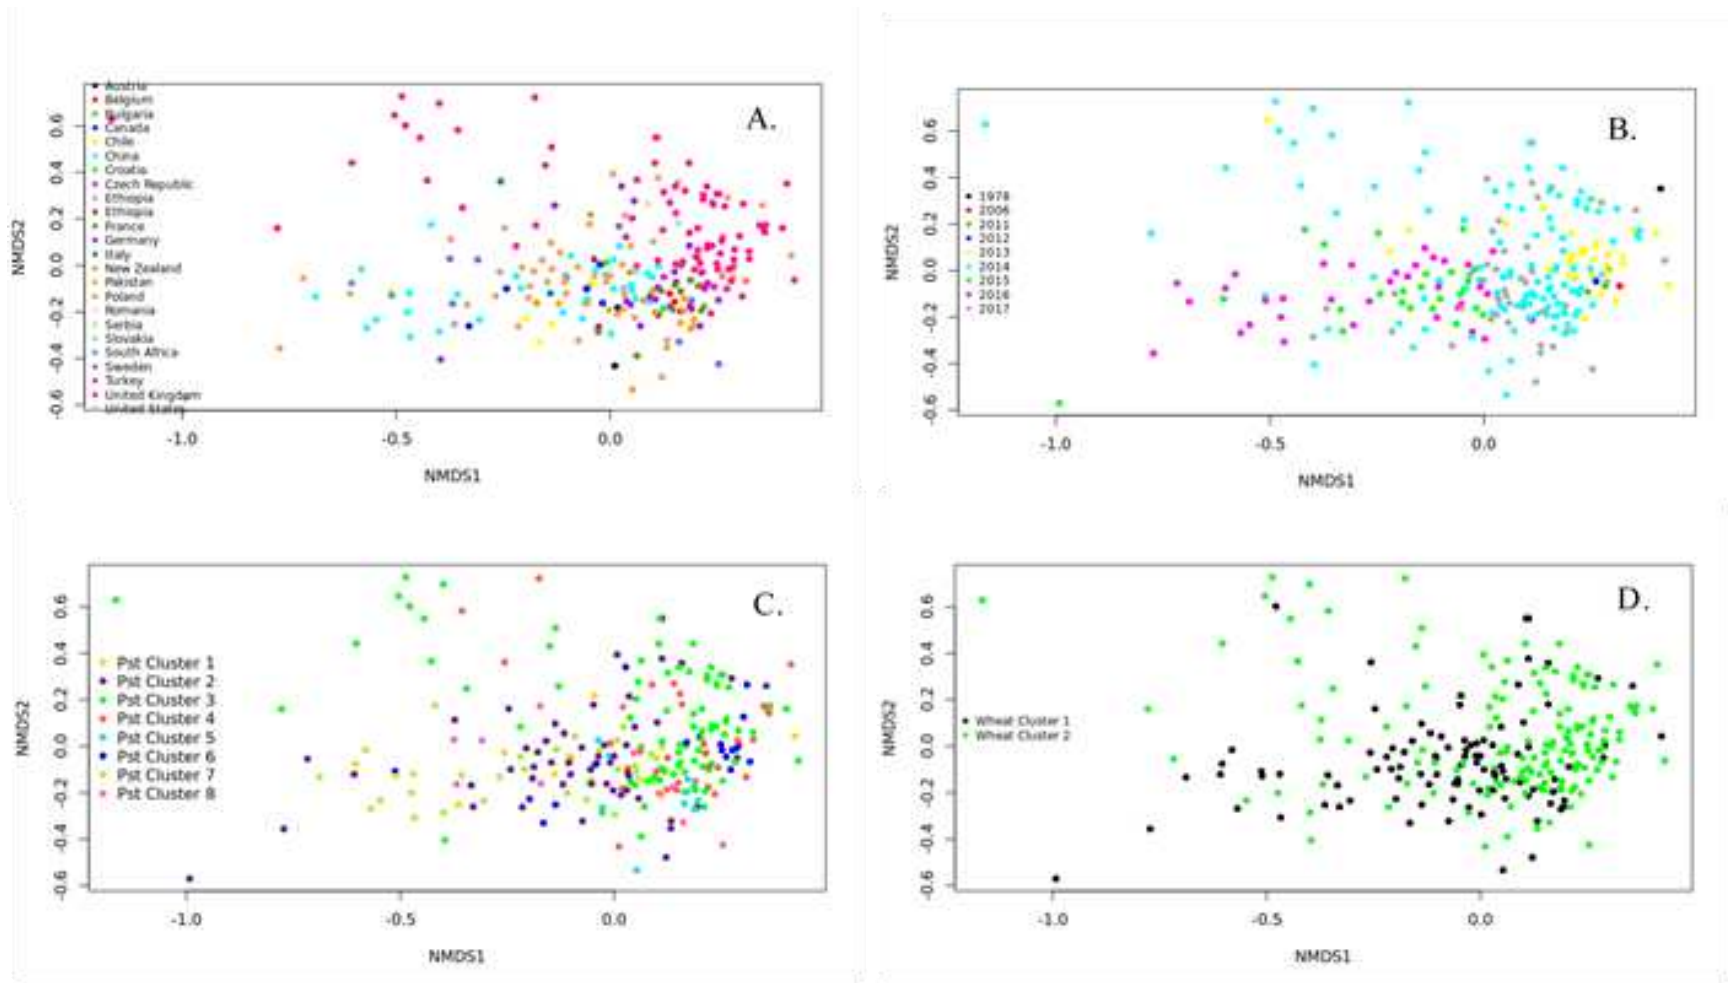 A.
Austria
Belgium
Bulgaria
Canada
Chile
China
Croatia
Czech Republic
Ethiopia
Ethiopia
France
Germany
Italy
New Zealand
Pakistan
Poland
Romania
Serbia
Slovakia
South Africa
Sweden
Turkey
United Kingdom
United States
NMDS2
0.6
0.4
0.2
0.0
-0.2
-0.4
-0.6
-1.0 -0.5 0.0
NMDS1
B.
1978
2006
2011
2012
2013
2014
2015
2016
2017
NMDS2
0.6
0.4
0.2
0.0
-0.2
-0.4
-0.6
-1.0 -0.5 0.0
NMDS1
C.
Pst Cluster 1
Pst Cluster 2
Pst Cluster 3
Pst Cluster 4
Pst Cluster 5
Pst Cluster 6
Pst Cluster 7
Pst Cluster 8
NMDS2
0.6
0.4
0.2
0.0
-0.2
-0.4
-0.6
-1.0 -0.5 0.0
NMDS1
D.
Wheat Cluster 1
Wheat Cluster 2
NMDS2
0.6
0.4
0.2
0.0
-0.2
-0.4
-0.6
-1.0 -0.5 0.0
NMDS1